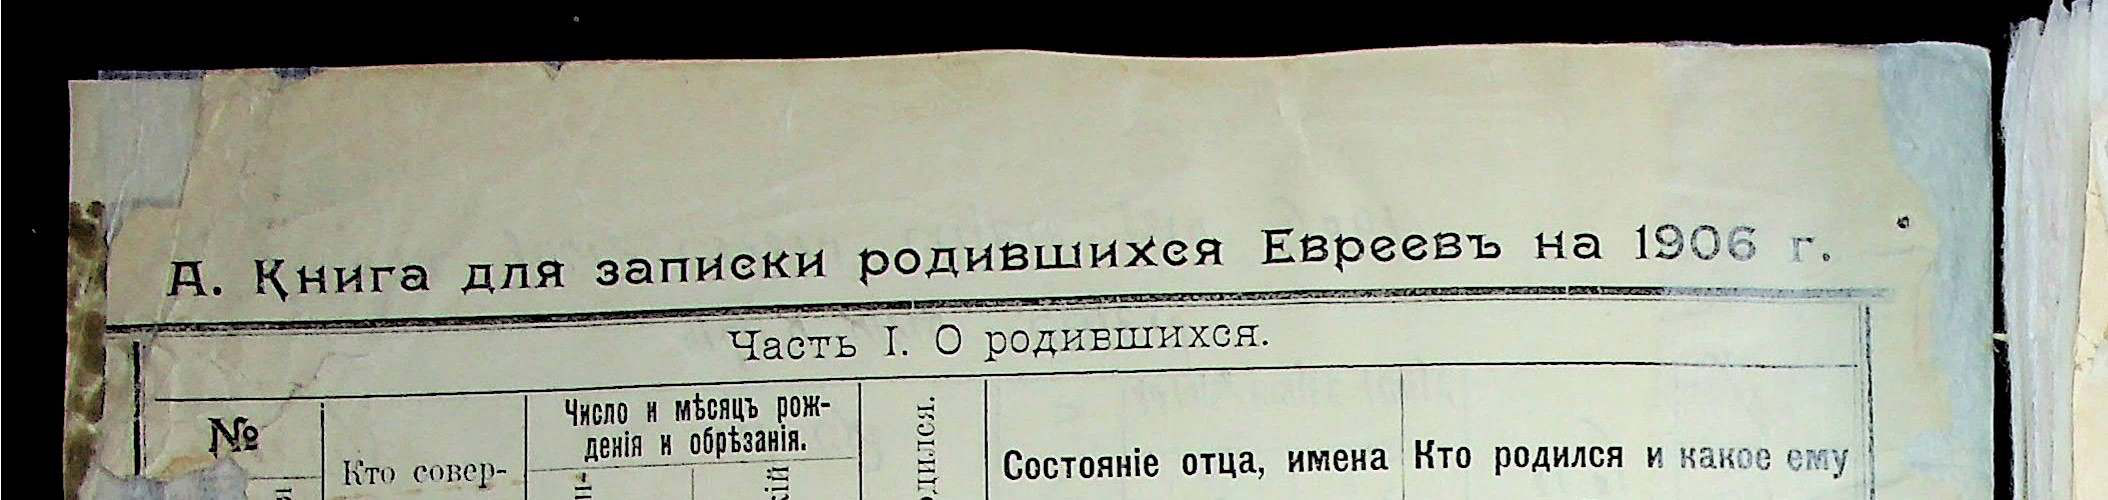 А. Книга для записки родившихся Евреевъ на 1906 г.
Часть I. О родившихся.
№
Кто совер-
Число и мѣсяцъ рож-
денія и обрѣзанія.
Состояніе отца, имена
Кто родился и какое ему